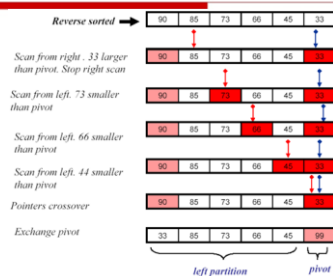 Reverse sorted 90 85 73 66 45 33
Scan from right . 33 larger
than pivot. Stop right scan
90 85 73 66 45 33
Scan from left. 73 smaller
than pivot
90 85 73 66 45 33
Scan from left. 66 smaller
than pivot
90 85 73 66 45 33
Scan from left. 44 smaller
than pivot
90 85 73 66 45 33
Pointers crossover
90 85 73 66 45 33
Exchange pivot
33 85 73 66 45 99
left partition
pivot